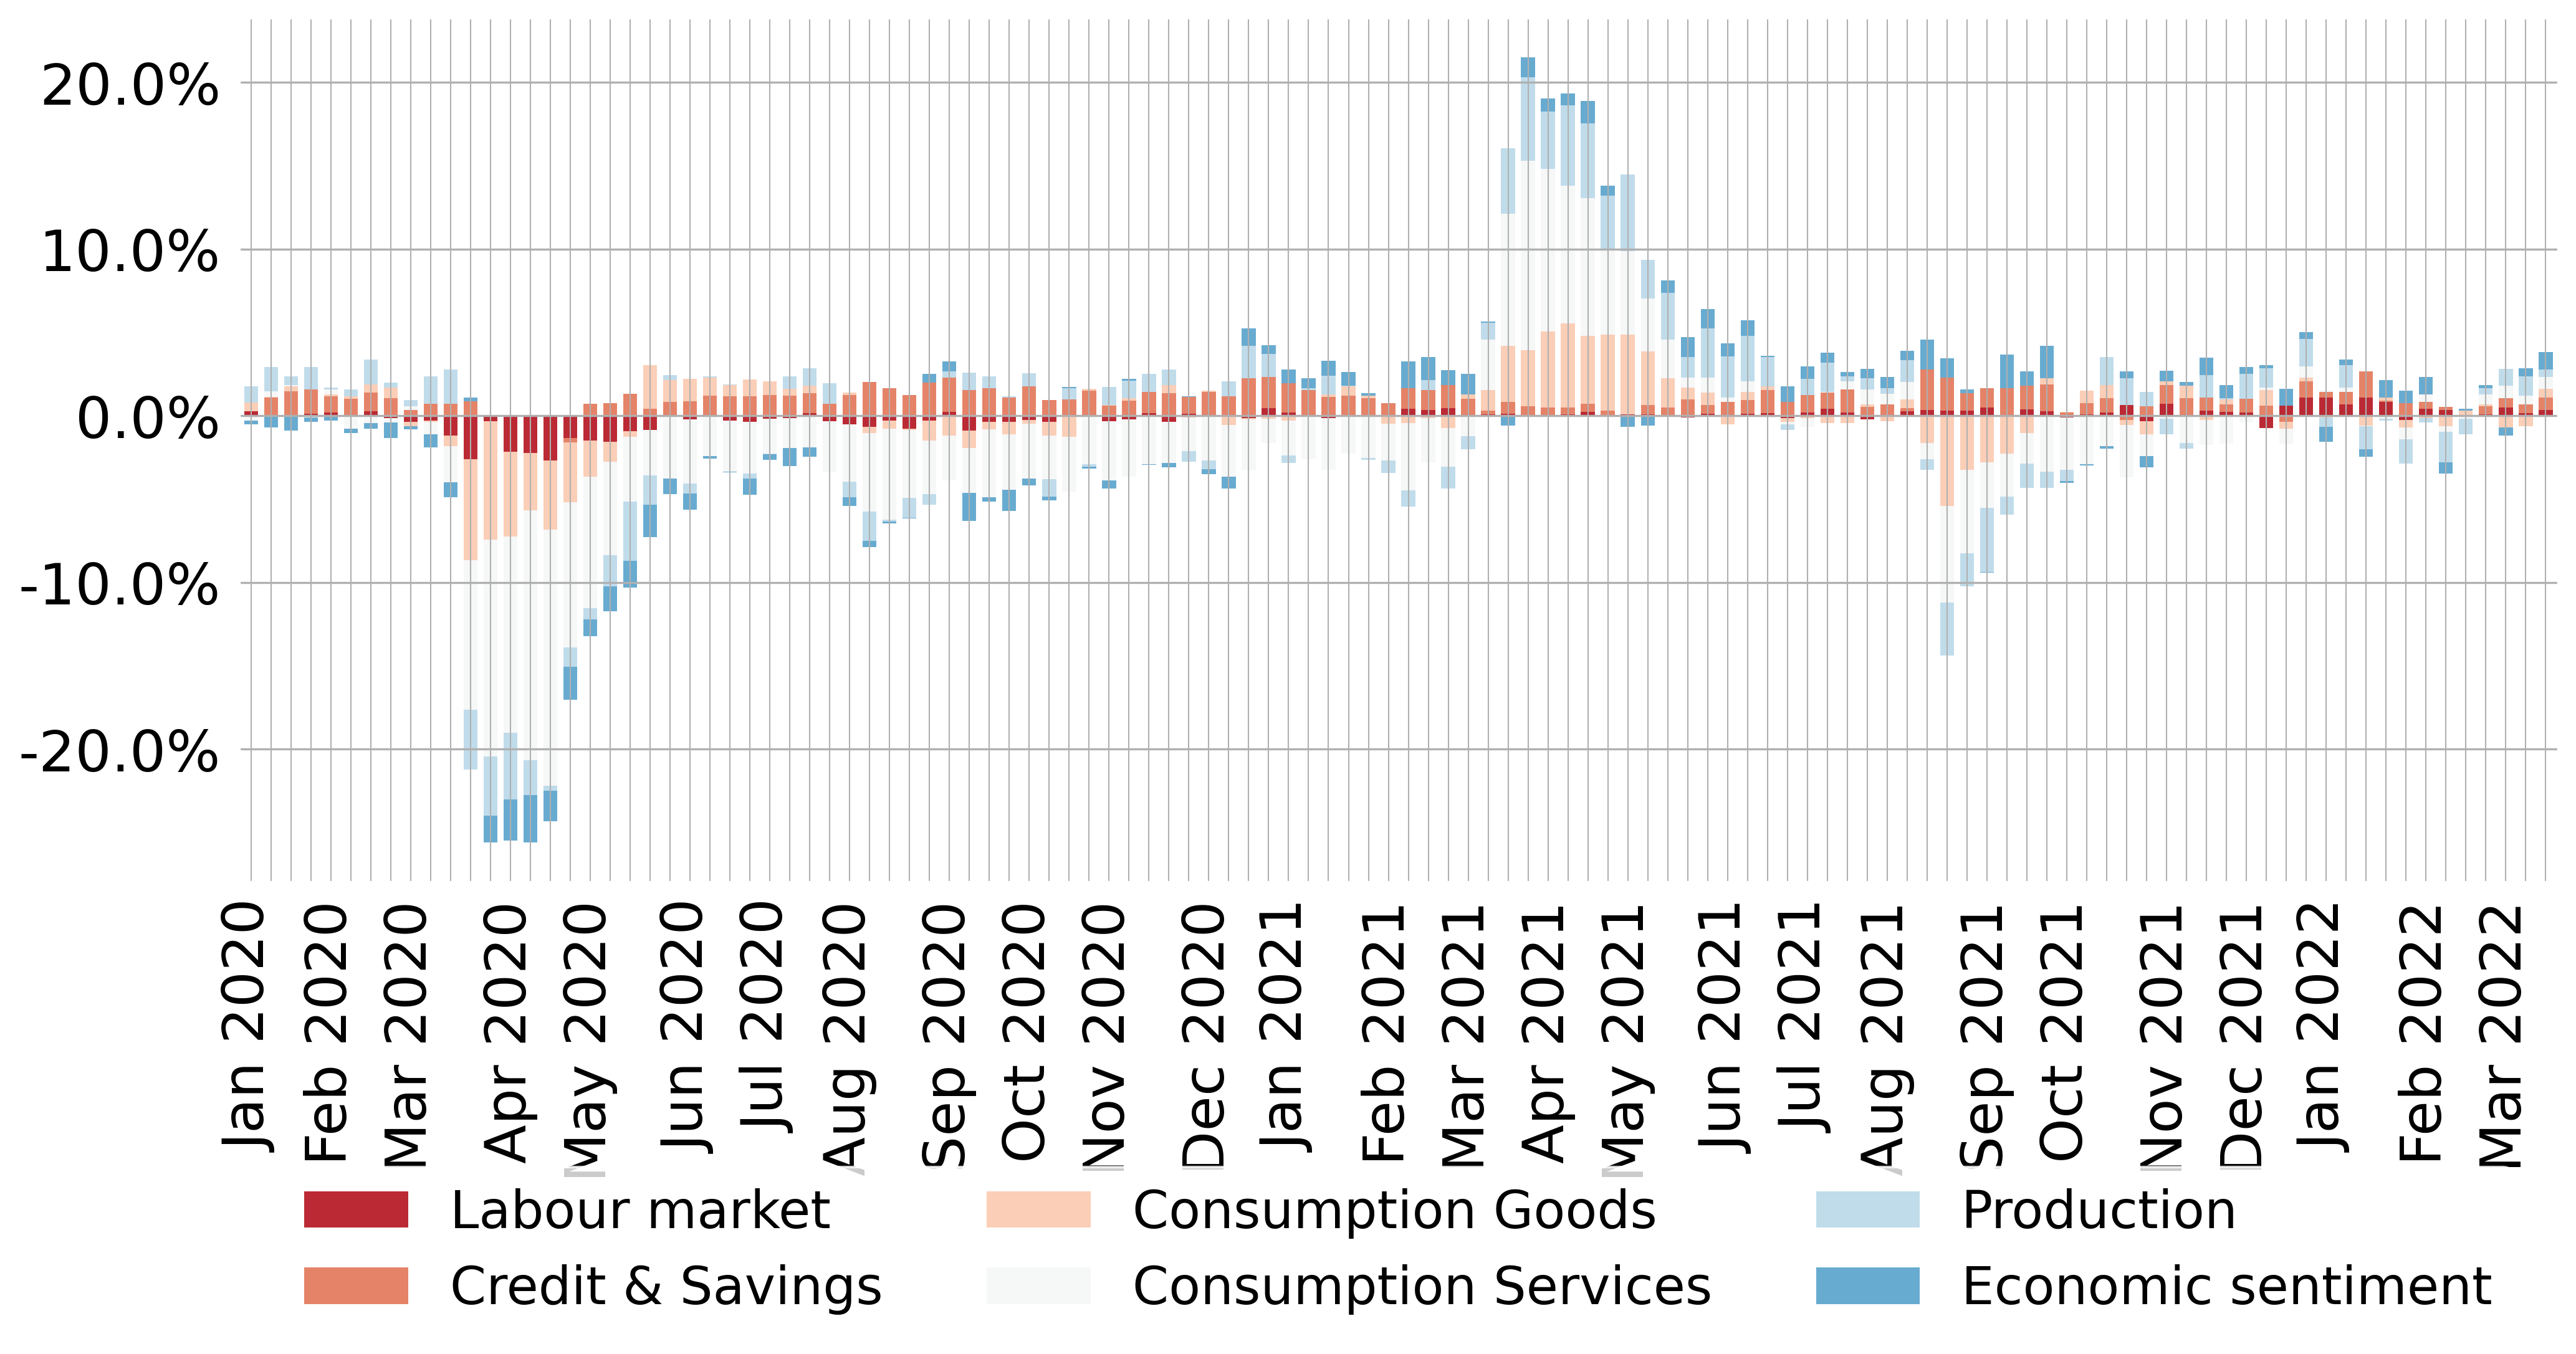 20.0%
10.0%
0.0%
-10.0%
-20.0%
Jan 2020
Feb 2020
Mar 2020
Apr 2020
May 2020
Jun 2020
Jul 2020
Aug 2020
Sep 2020
Oct 2020
Nov 2020
Dec 2020
Jan 2021
Feb 2021
Mar 2021
Apr 2021
May 2021
Jun 2021
Jul 2021
Aug 2021
Sep 2021
Oct 2021
Nov 2021
Dec 2021
Jan 2022
Feb 2022
Mar 2022
Labour market
Consumption Goods
Production
Credit & Savings
Consumption Services
Economic sentiment